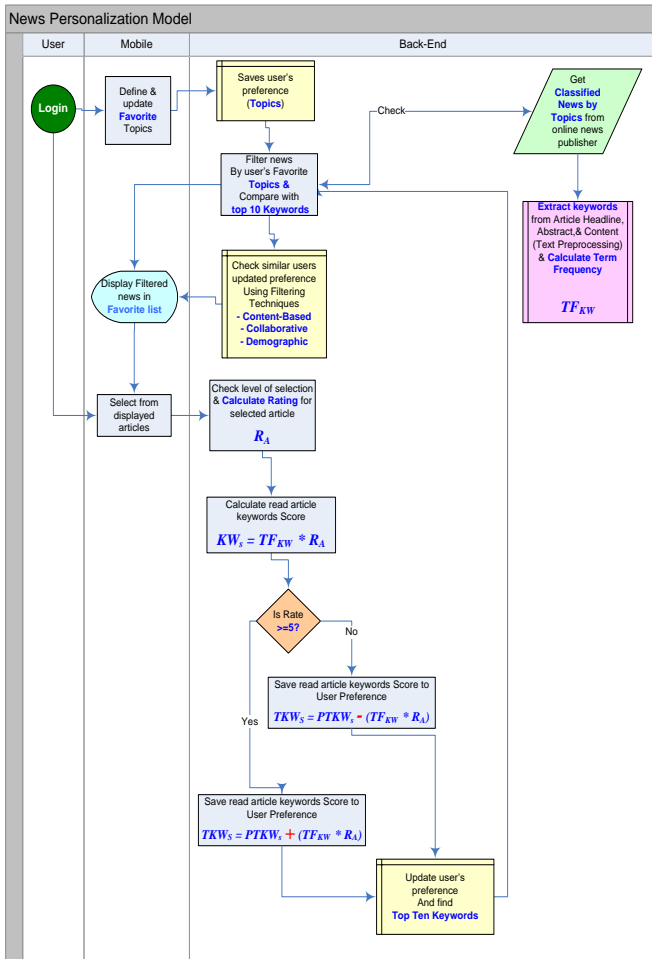 News Personalization Model
User
Mobile
Back-End
Login
Define &
update
Favorite
Topics
Saves user's
preference
(Topics)
Check
Get
Classified
News by
Topics from
online news
publisher
Filter news
By user's Favorite
Topics &
Compare with
top 10 Keywords
Extract keywords
from Article Headline,
Abstract,& Content
(Text Preprocessing)
& Calculate Term
Frequency
TF_KW
Display Filtered
news in
Favorite list
Check similar users
updated preference
Using Filtering
Techniques
- Content-Based
- Collaborative
- Demographic
Select from
displayed
articles
Check level of selection
& Calculate Rating for
selected article
R_A
Calculate read article
keywords Score
KW_s = TF_KW * R_A
Is Rate
>=5?
No
Save read article keywords Score to
User Preference
TKW_S = PTKW_s - (TF_KW * R_A)
Yes
Save read article keywords Score to
User Preference
TKW_S = PTKW_s + (TF_KW * R_A)
Update user's
preference
And find
Top Ten Keywords